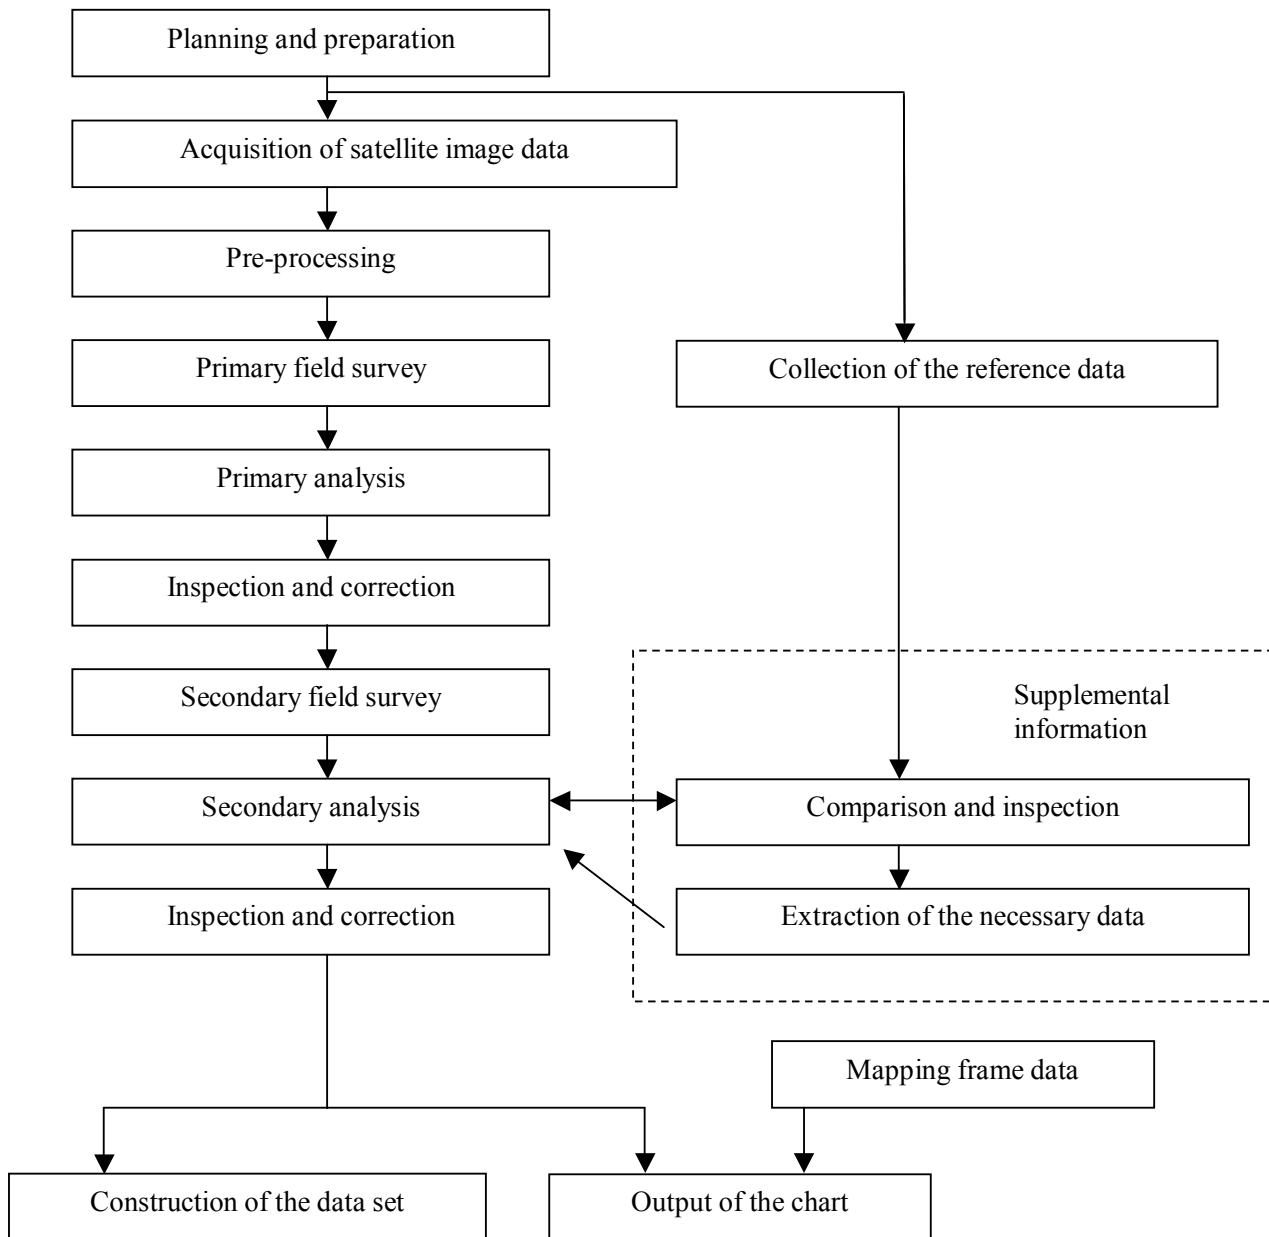 Planning and preparation
Acquisition of satellite image data
Pre-processing
Primary field survey
Collection of the reference data
Primary analysis
Inspection and correction
Secondary field survey
Supplemental
information
Secondary analysis
Comparison and inspection
Inspection and correction
Extraction of the necessary data
Mapping frame data
Construction of the data set
Output of the chart